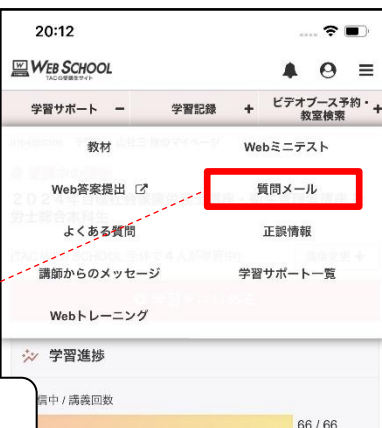 20:12
WEB SCHOOL
TACの受講生サイト
学習サポート − 学習記録 + ビデオブース予約・教室検索 +
教材 Webミニテスト
Web答案提出 質問メール
よくある質問 正誤情報
講師からのメッセージ 学習サポート一覧
Webトレーニング
学習進捗
信中 / 講義回数
66 / 66